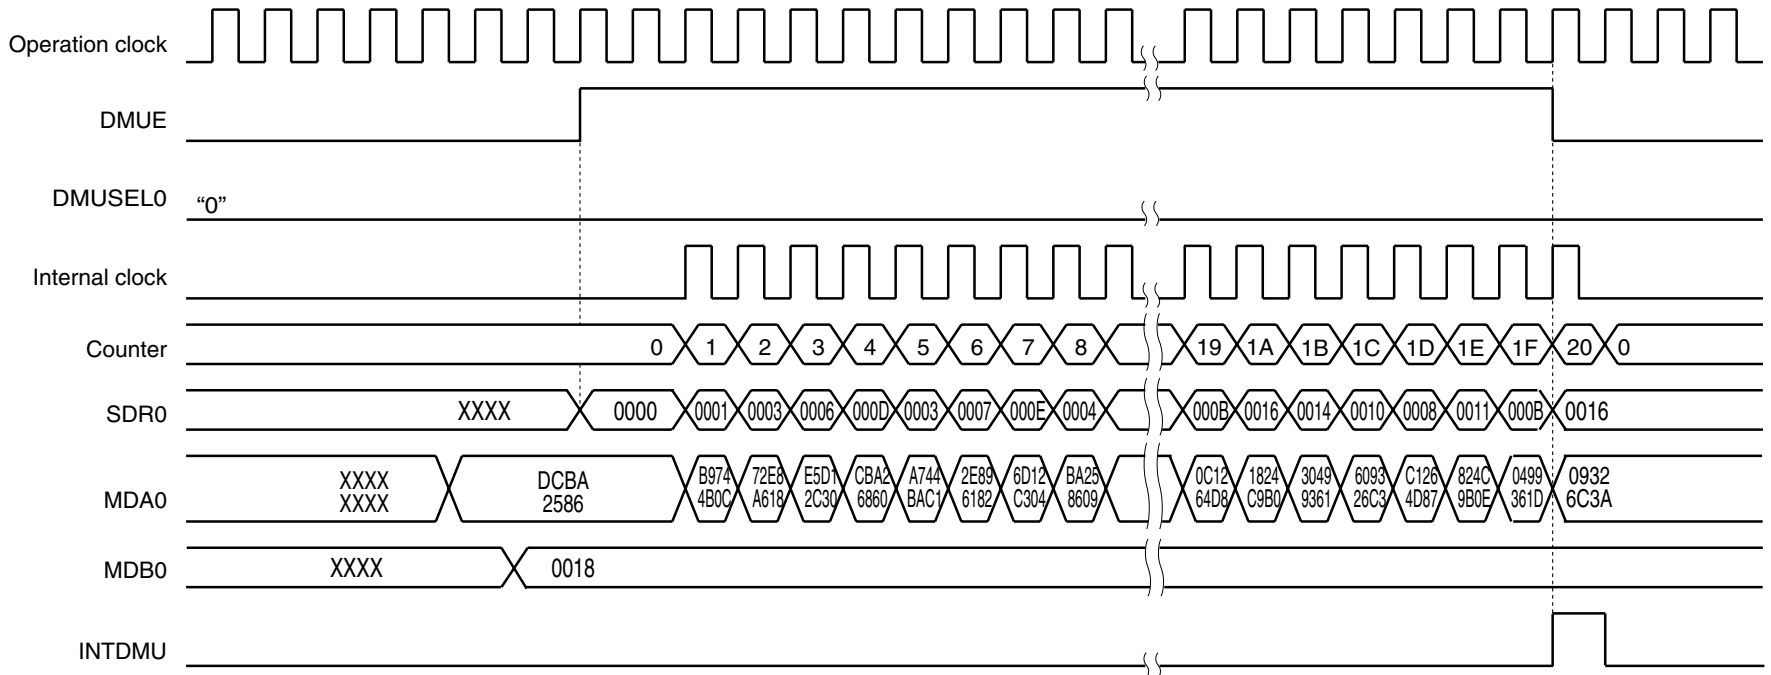 Operation clock
DMUE
DMUSEL0 “0”
Internal clock
Counter 0 1 2 3 4 5 6 7 8 19 1A 1B 1C 1D 1E 1F 20 0
SDR0 XXXX 0000 0001 0003 0006 000D 0003 0007 000E 0004 000B 0016 0014 0010 0008 0011 000B 0016
XXXX DCBA B974 72E8 E5D1 CBA2 A744 2E89 6D12 BA25 0C12 1824 3049 6093 C126 824C 0499 0932
MDA0 XXXX 2586 4B0C A618 2C30 6860 BAC1 6182 C304 8609 64D8 C9B0 9361 26C3 4D87 9B0E 361D 6C3A
MDB0 XXXX 0018
INTDMU